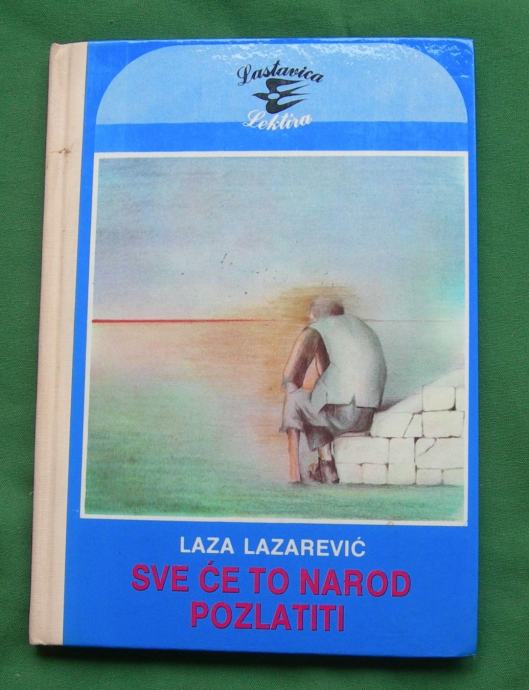 Lastavica
Lektira
LAZA LAZAREVIĆ
SVE ĆE TO NAROD
POZLATITI